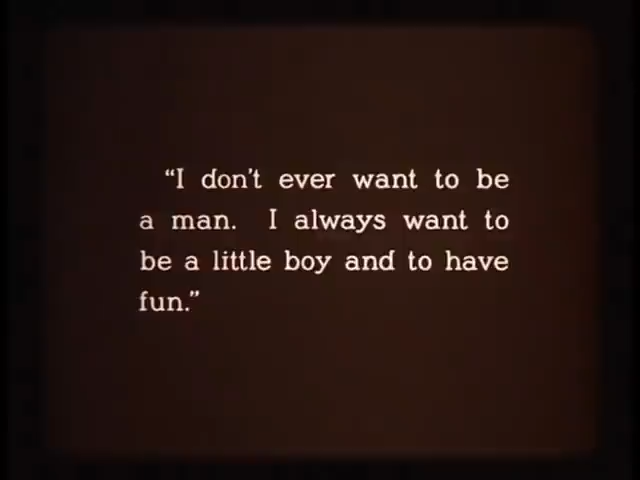 “I don't ever want to be
a man. I always want to
be a little boy and to have
fun.”